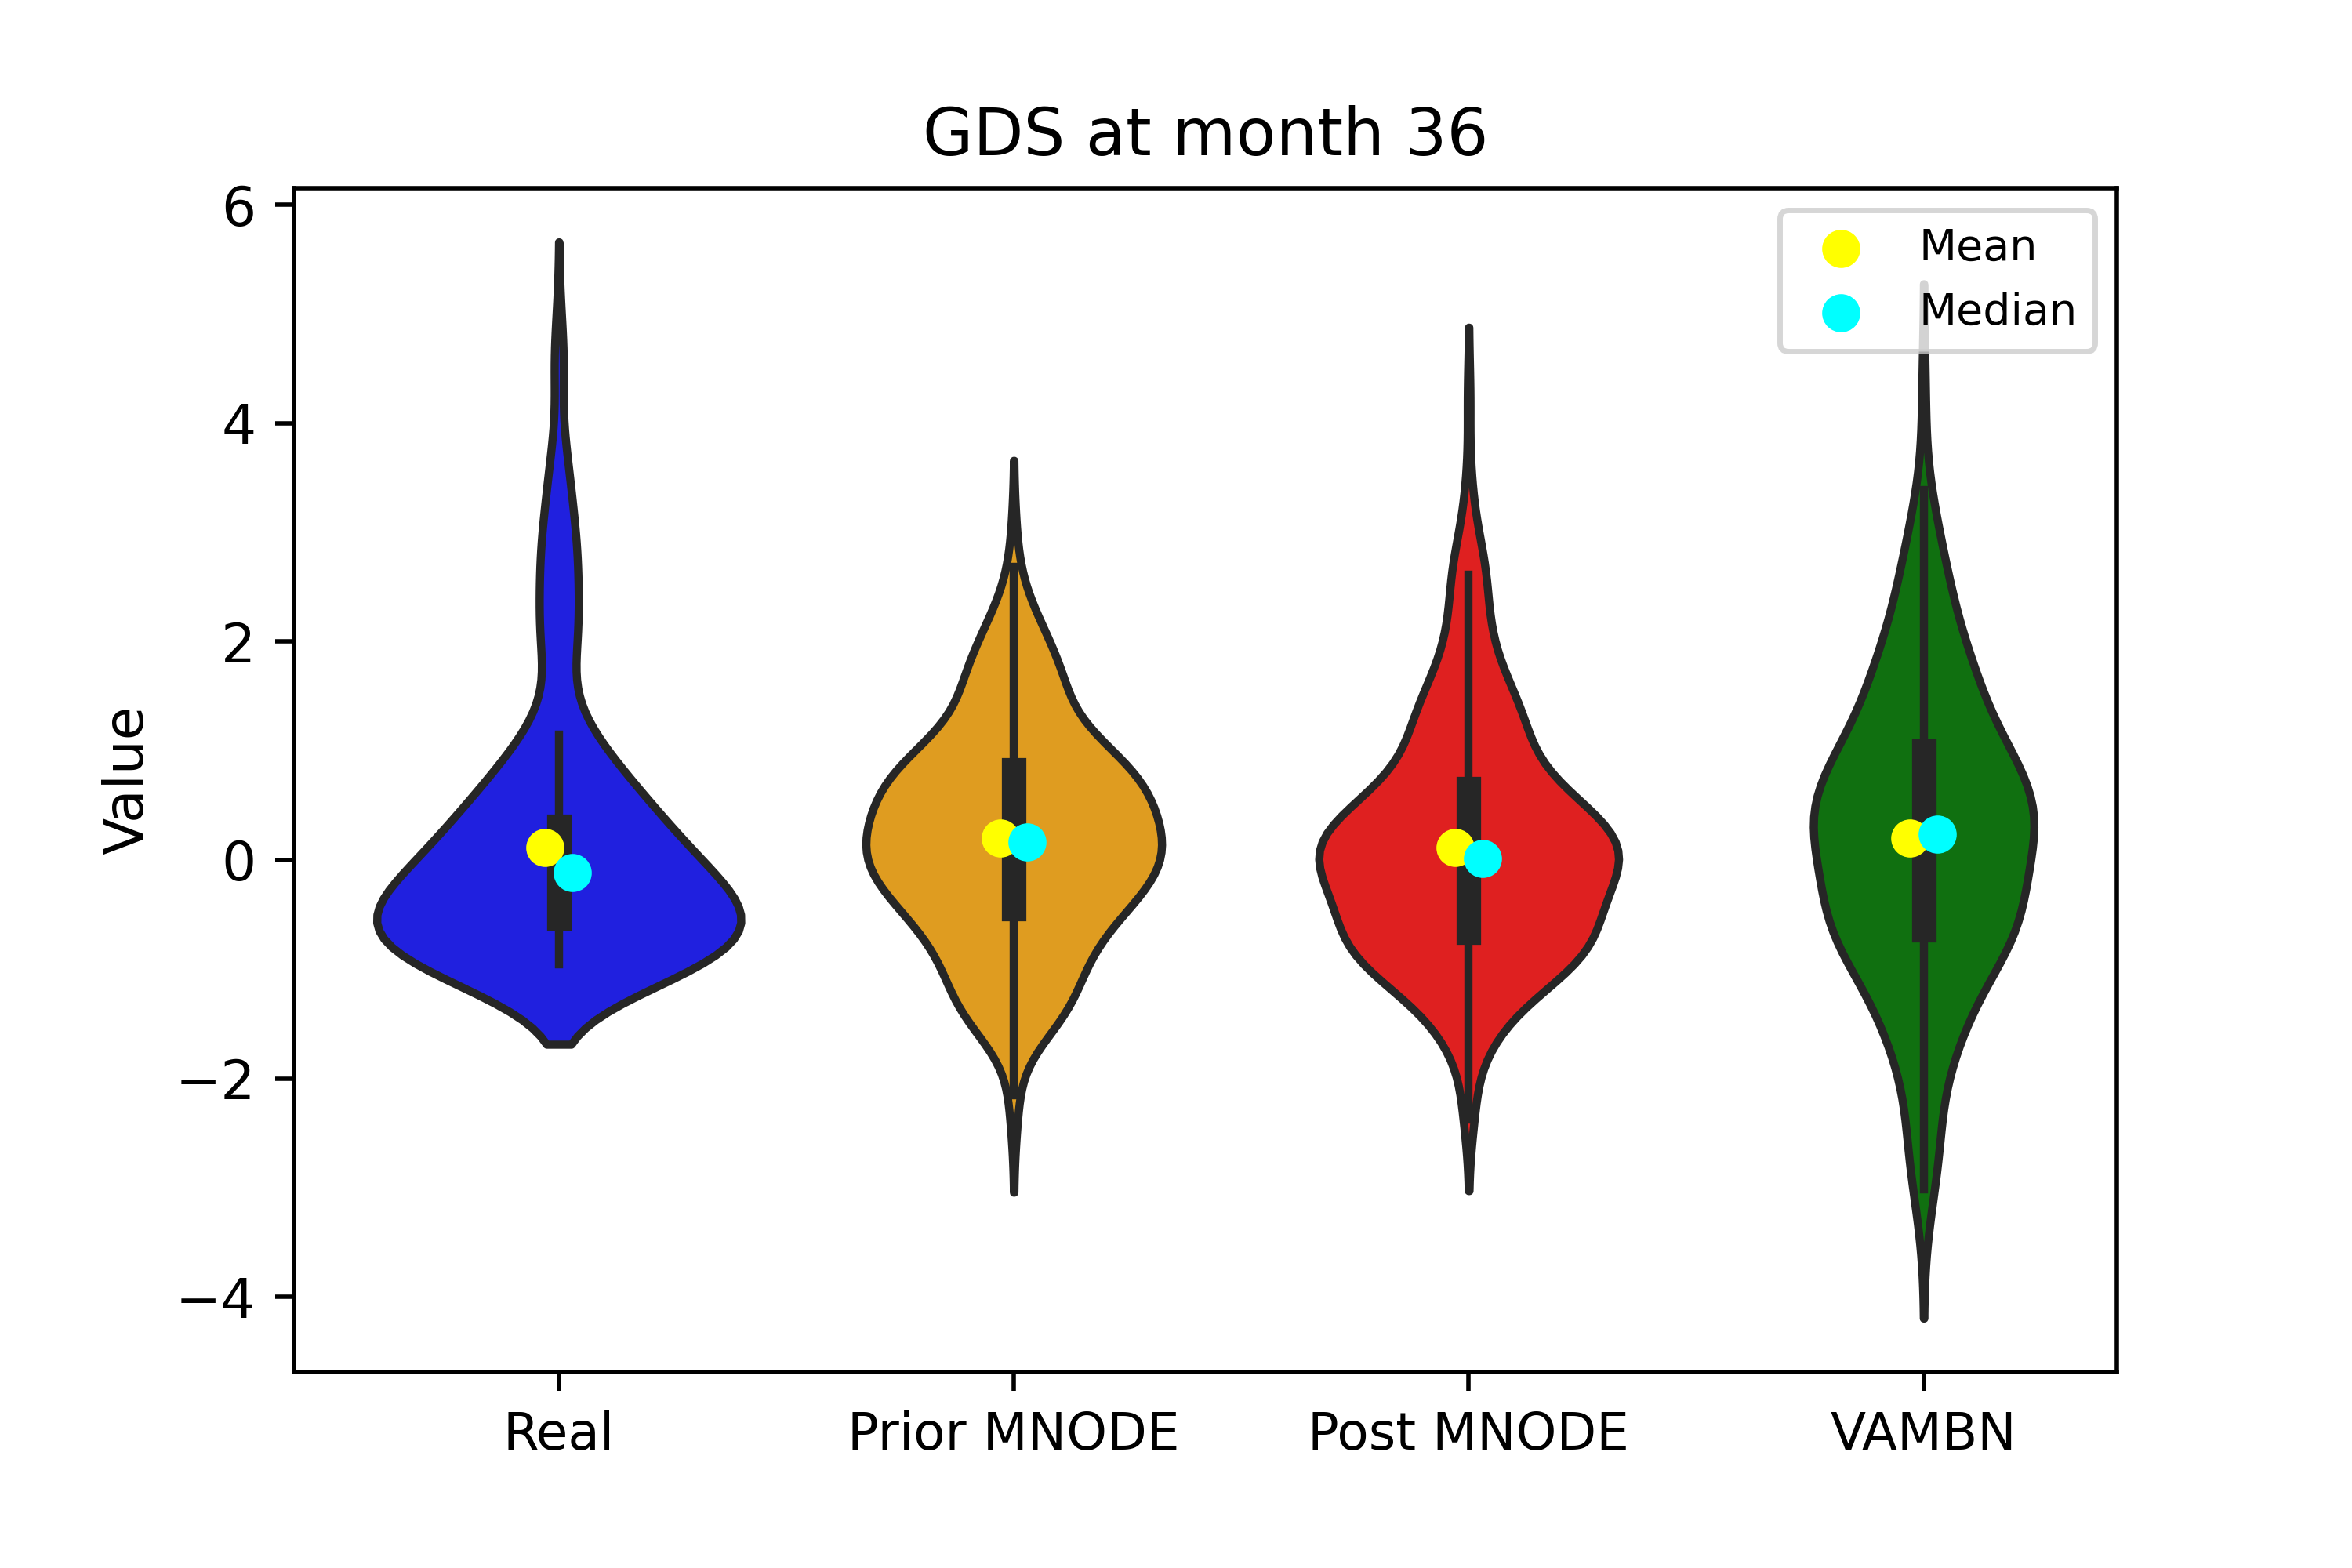 GDS at month 36
6
4
2
0
−2
−4
Value
Mean
Median
Real
Prior MNODE
Post MNODE
VAMBN